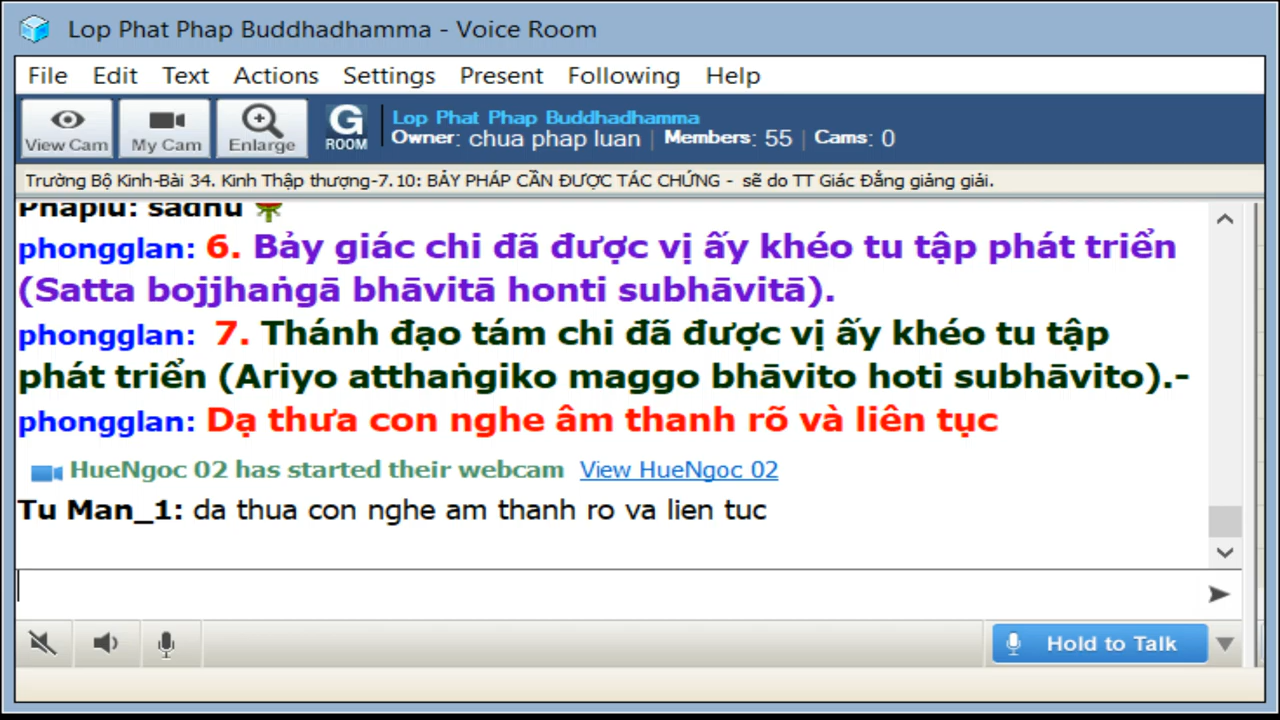 Lop Phat Phap Buddhadhamma - Voice Room
File Edit Text Actions Settings Present Following Help
View Cam My Cam Enlarge G ROOM
Lop Phat Phap Buddhadhamma
Owner: chua phap luan | Members: 55 | Cams: 0
Trường Bộ Kinh-Bài 34. Kinh Thập thượng-7.10: BẢY PHÁP CẦN ĐƯỢC TÁC CHỨNG - sẽ do TT Giác Đẳng giảng giải.
Phaplu: sadhu
phongglan: 6. Bảy giác chi đã được vị ấy khéo tu tập phát triển
(Satta bojjhaṅgā bhāvitā honti subhāvitā).
phongglan: 7. Thánh đạo tám chi đã được vị ấy khéo tu tập
phát triển (Ariyo atthaṅgiko maggo bhāvito hoti subhāvito).-
phongglan: Dạ thưa con nghe âm thanh rõ và liên tục
HueNgoc 02 has started their webcam View HueNgoc 02
Tu Man_1: da thua con nghe am thanh ro va lien tuc
Hold to Talk